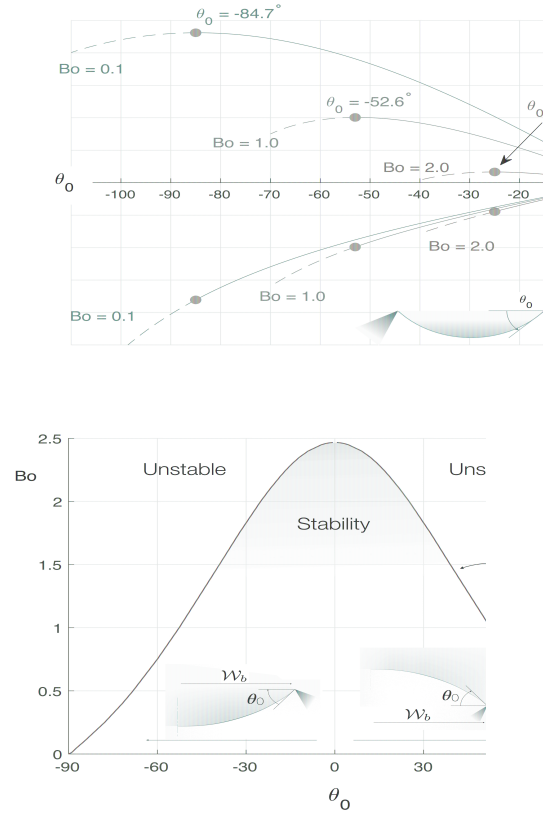 θ0 = -84.7°
Bo = 0.1
θ0 = -52.6°
θ0
Bo = 1.0
Bo = 2.0
θ0
-100 -90 -80 -70 -60 -50 -40 -30 -20
Bo = 2.0
Bo = 1.0
θ0
Bo = 0.1
2.5
Bo
Unstable
Uns
2
Stability
1.5
1
Wb
θ0
θ0
0.5
Wb
0
-90 -60 -30 0 30
θ0